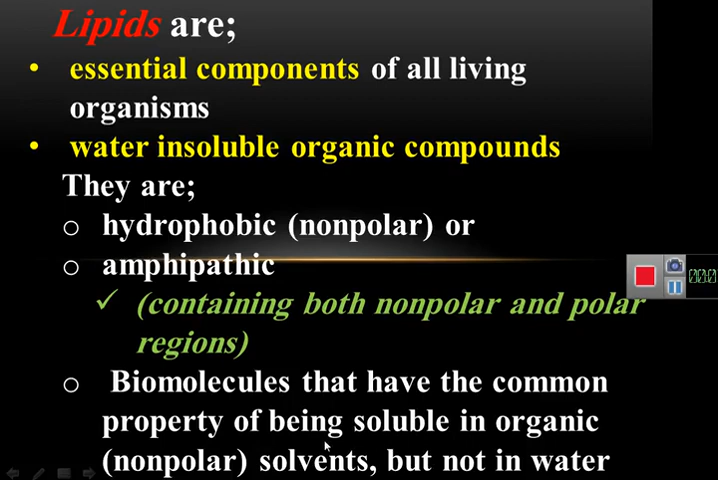 Lipids are;
• essential components of all living
organisms
• water insoluble organic compounds
They are;
o hydrophobic (nonpolar) or
o amphipathic
✓ (containing both nonpolar and polar
regions)
o Biomolecules that have the common
property of being soluble in organic
(nonpolar) solvents, but not in water